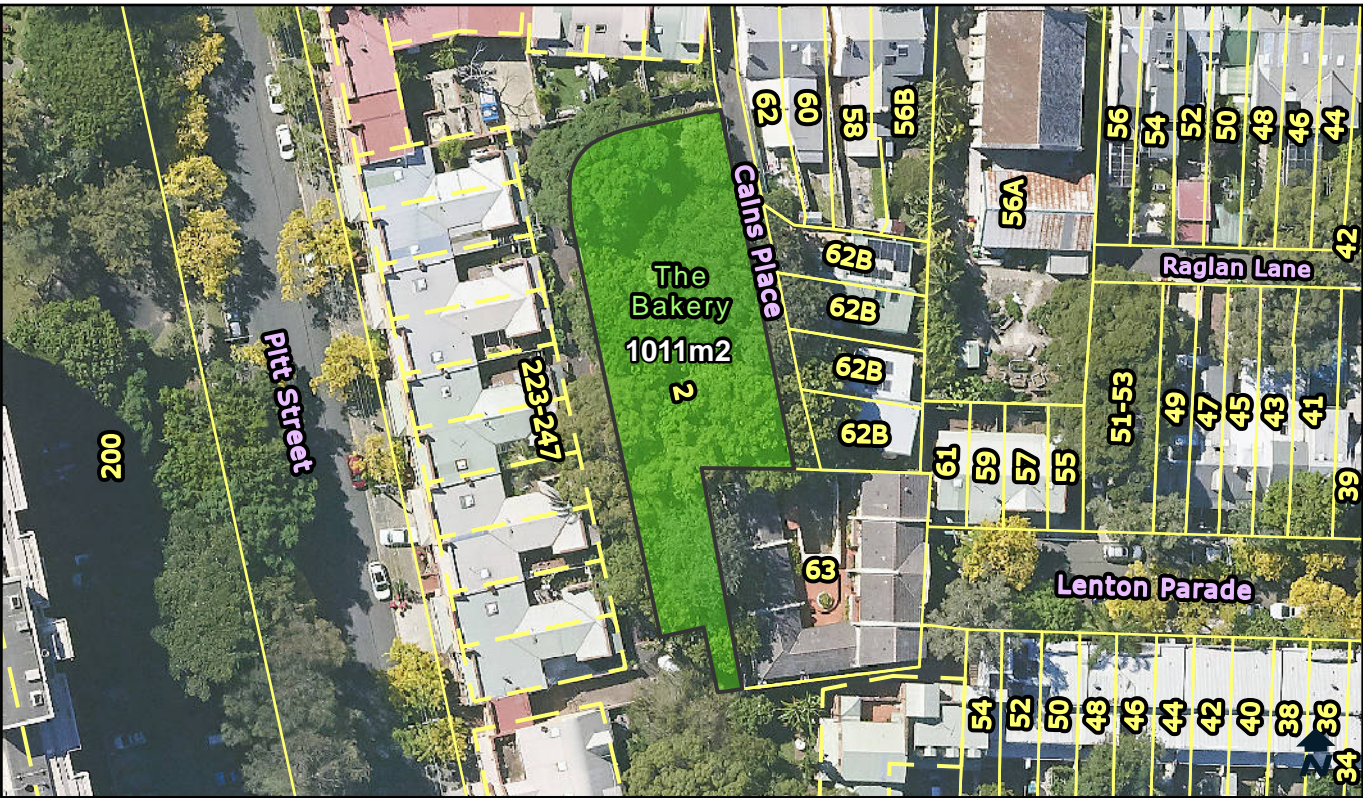 62
60
58
56B
56
54
52
50
48
46
44
56A
42
Cains Place
62B
Raglan Lane
The
Bakery
1011m2
2
62B
62B
62B
Pitt Street
223-247
200
51-53
49
47
45
43
41
61
59
57
55
39
63
Lenton Parade
54
52
50
48
46
44
42
40
38
36
34
N